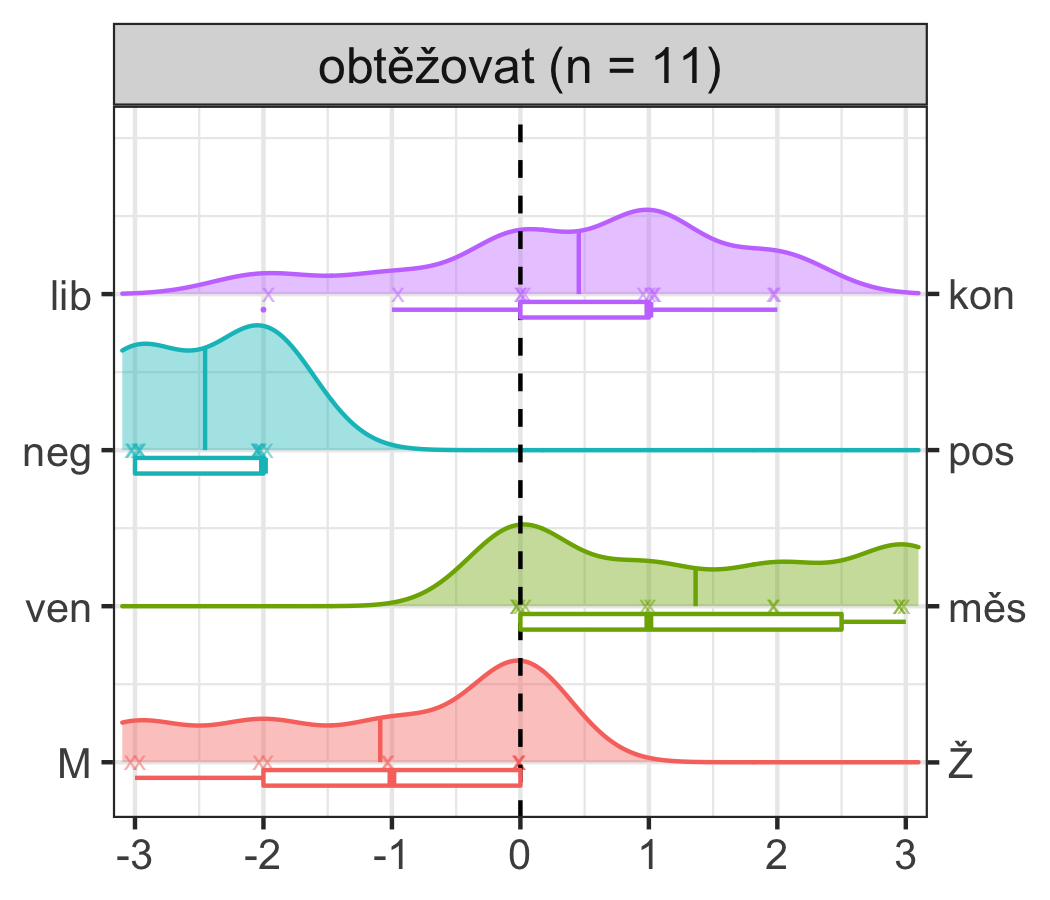 obtěžovat (n = 11)
lib kon
neg pos
ven měs
M Ž
-3 -2 -1 0 1 2 3